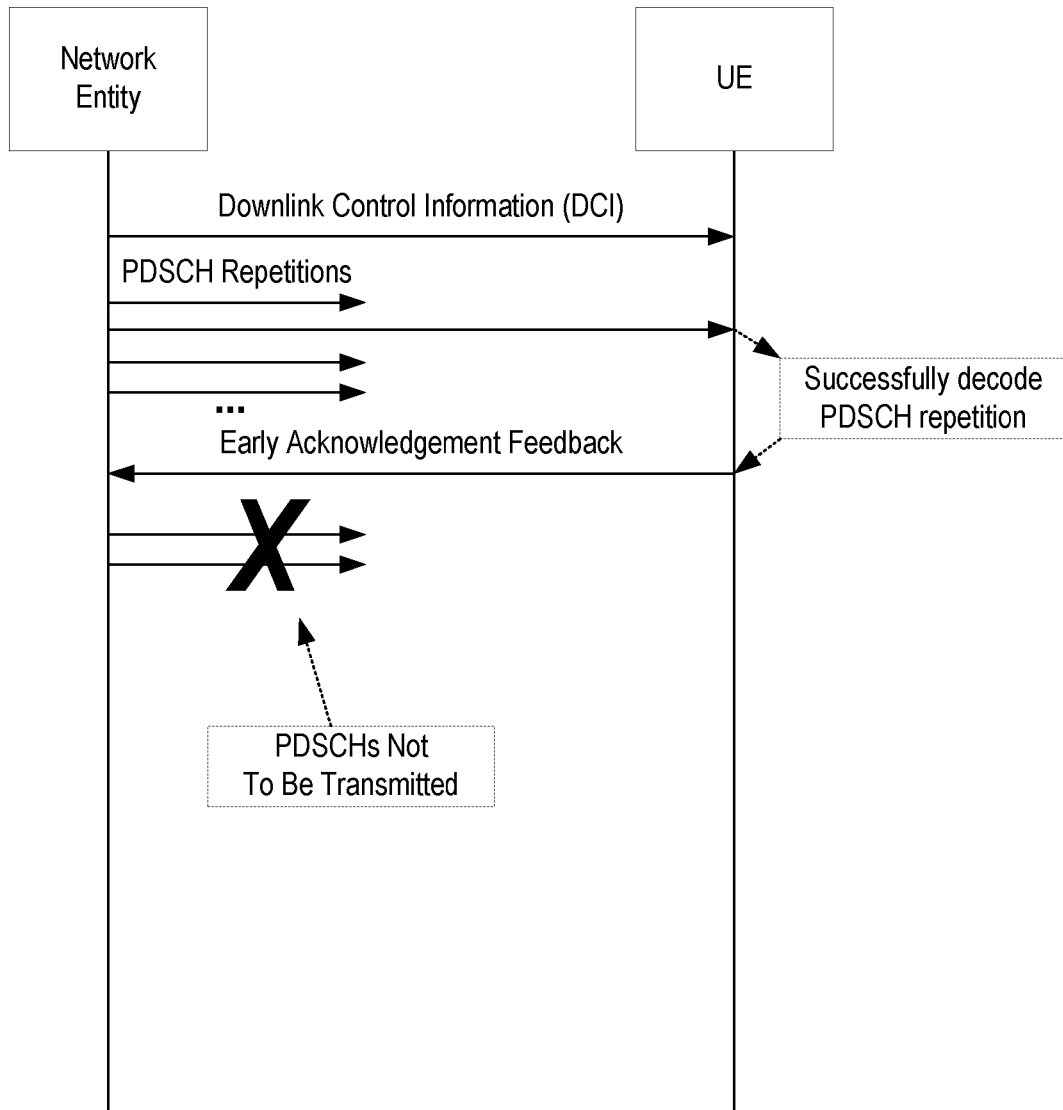 Network
Entity
UE
Downlink Control Information (DCI)
PDSCH Repetitions
Successfully decode
PDSCH repetition
...
Early Acknowledgement Feedback
X
PDSCHs Not
To Be Transmitted